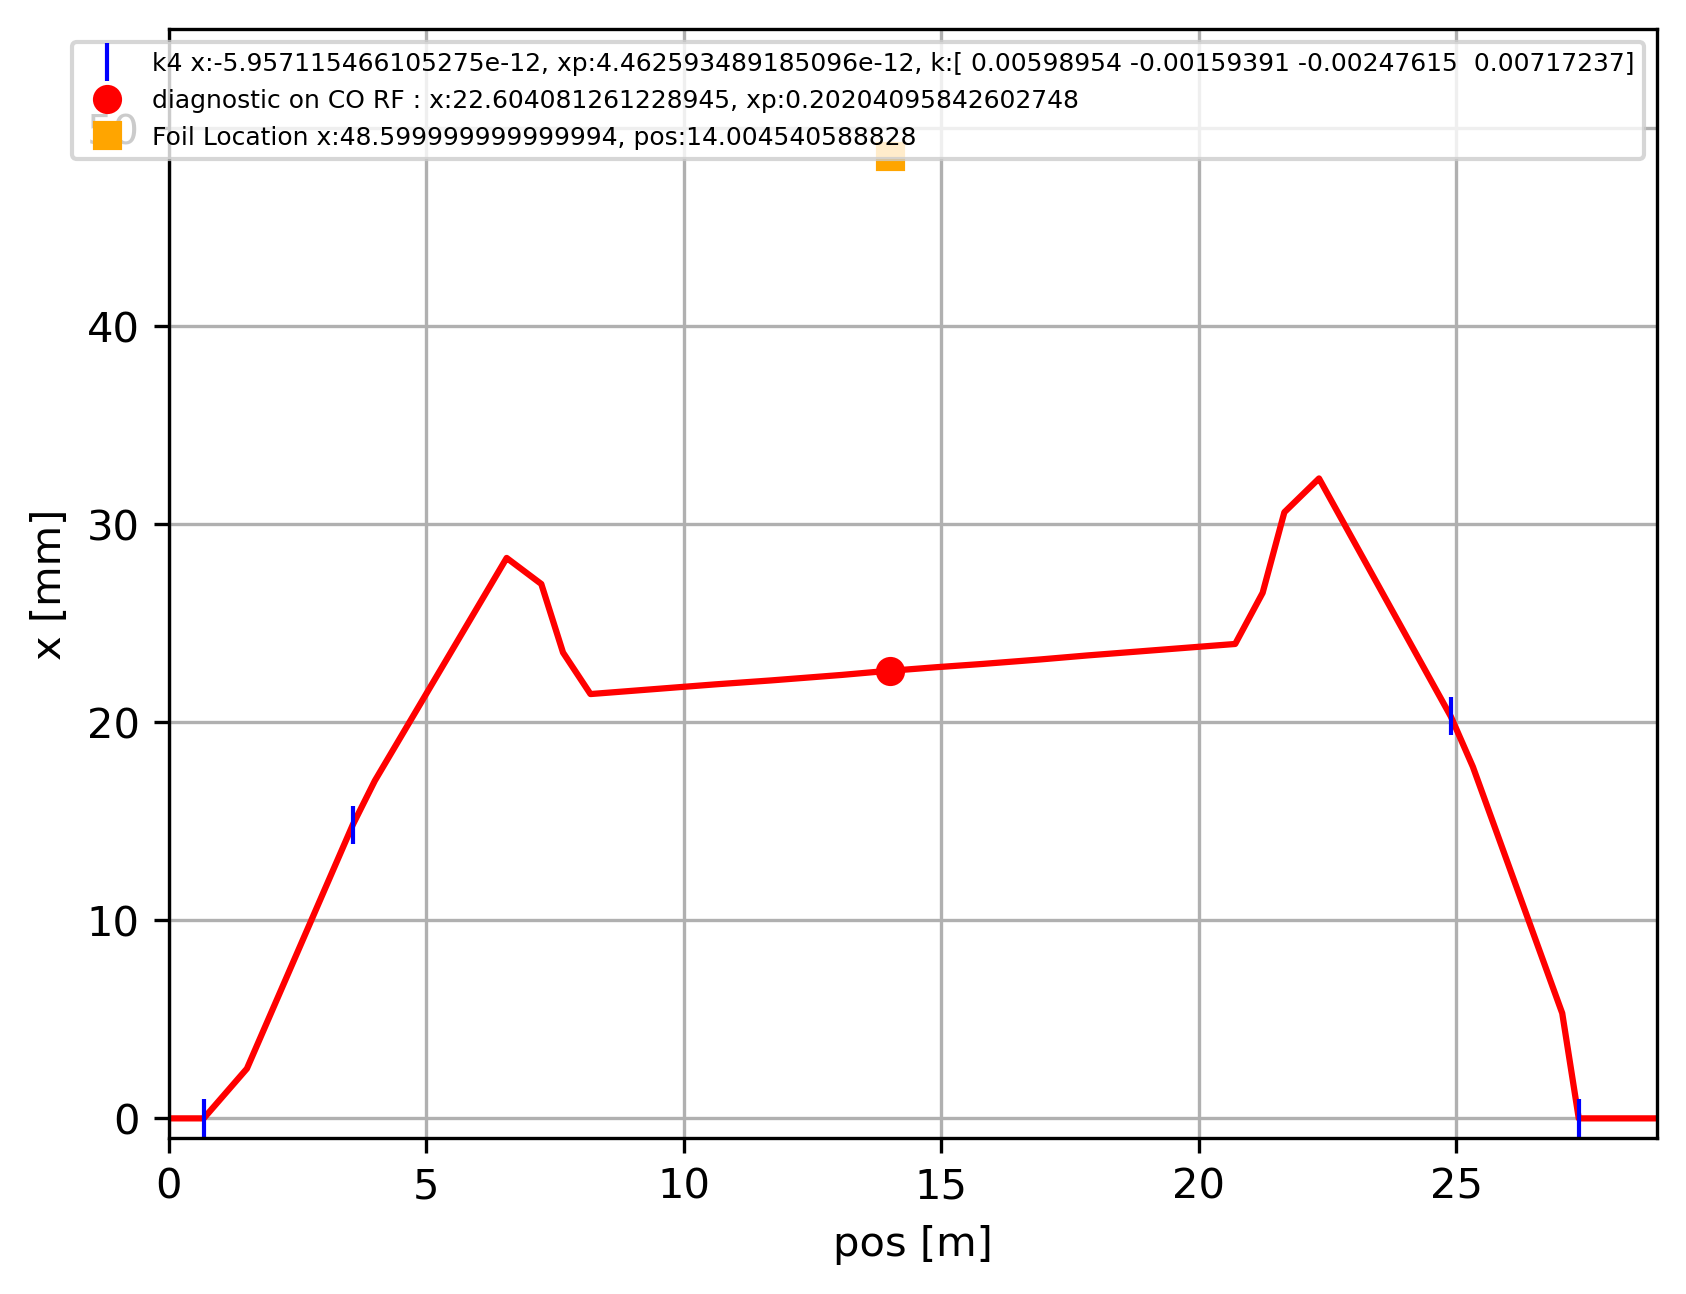 k4 x:-5.957115466105275e-12, xp:4.462593489185096e-12, k:[ 0.00598954 -0.00159391 -0.00247615  0.00717237]
diagnostic on CO RF : x:22.604081261228945, xp:0.20204095842602748
Foil Location x:48.599999999999994, pos:14.004540588828
50
40
30
20
10
0
x [mm]
0 5 10 15 20 25
pos [m]